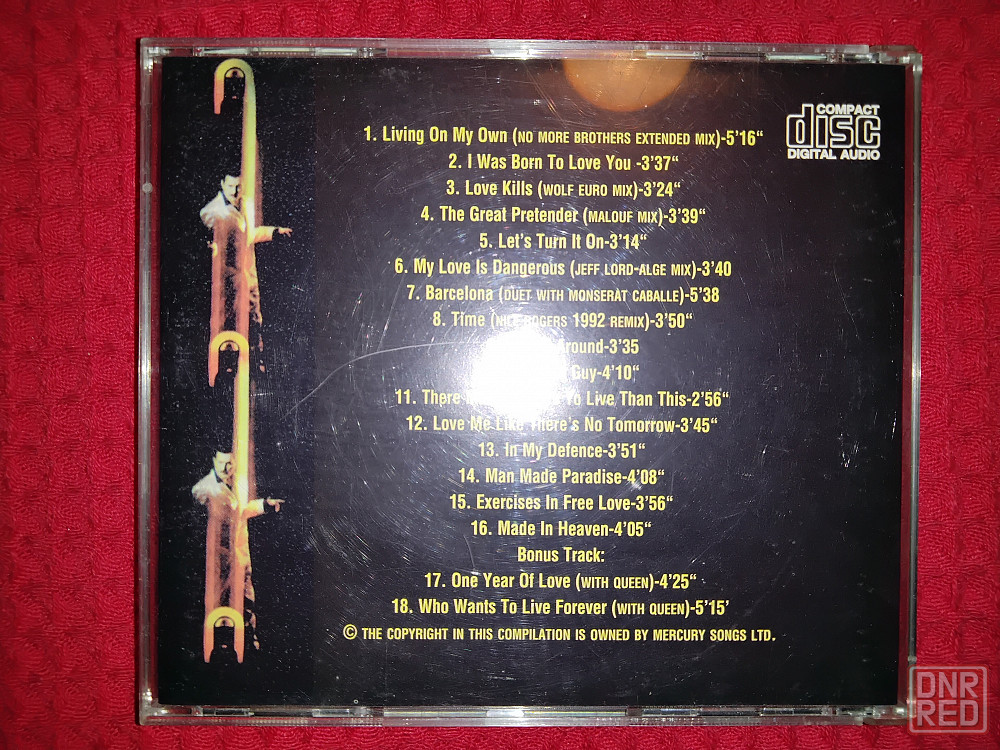 COMPACT
disc
DIGITAL AUDIO
1. Living On My Own (NO MORE BROTHERS EXTENDED MIX)-5'16“
2. I Was Born To Love You -3'37“
3. Love Kills (WOLF EURO MIX)-3'24“
4. The Great Pretender (MALOUF MIX)-3'39“
5. Let's Turn It On-3'14“
6. My Love Is Dangerous (JEFF LORD-ALGE MIX)-3'40
7. Barcelona (DUET WITH MONSERAT CABALLE)-5'38
8. Time (NILE ROGERS 1992 REMIX)-3'50“
Around-3'35
Guy-4'10“
11. There To Live Than This-2'56“
12. Love Me Like There's No Tomorrow-3'45“
13. In My Defence-3'51“
14. Man Made Paradise-4'08“
15. Exercises In Free Love-3'56“
16. Made In Heaven-4'05“
Bonus Track:
17. One Year Of Love (WITH QUEEN)-4'25“
18. Who Wants To Live Forever (WITH QUEEN)-5'15'
© THE COPYRIGHT IN THIS COMPILATION IS OWNED BY MERCURY SONGS LTD.
DNR
RED